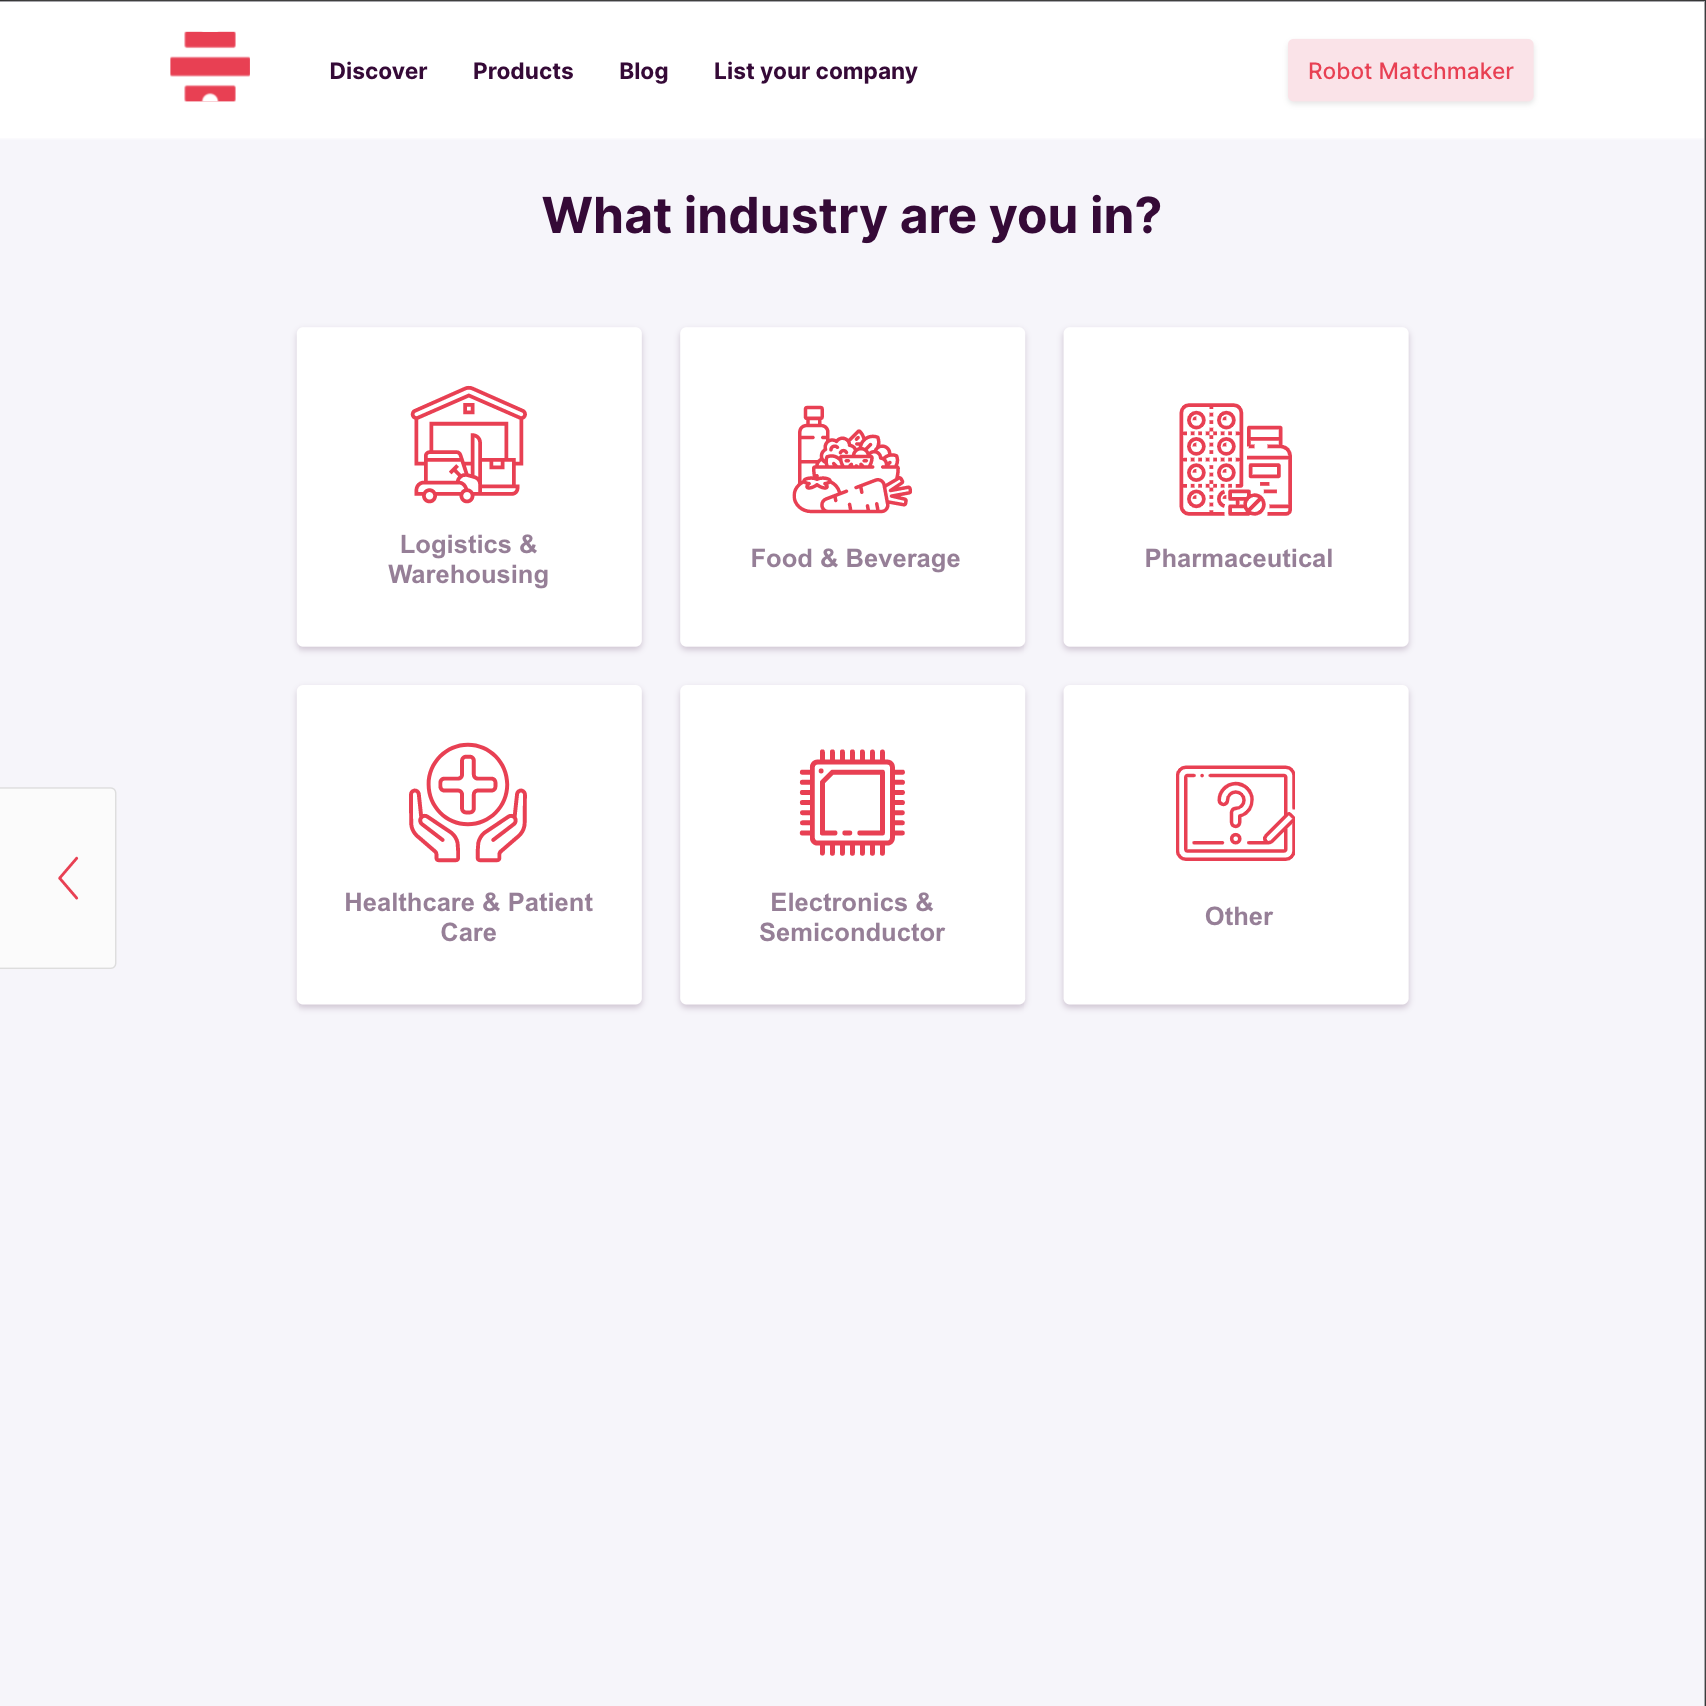 Discover
Products
Blog
List your company
Robot Matchmaker
What industry are you in?
Logistics &
Warehousing
Food & Beverage
Pharmaceutical
Healthcare & Patient
Care
Electronics &
Semiconductor
Other